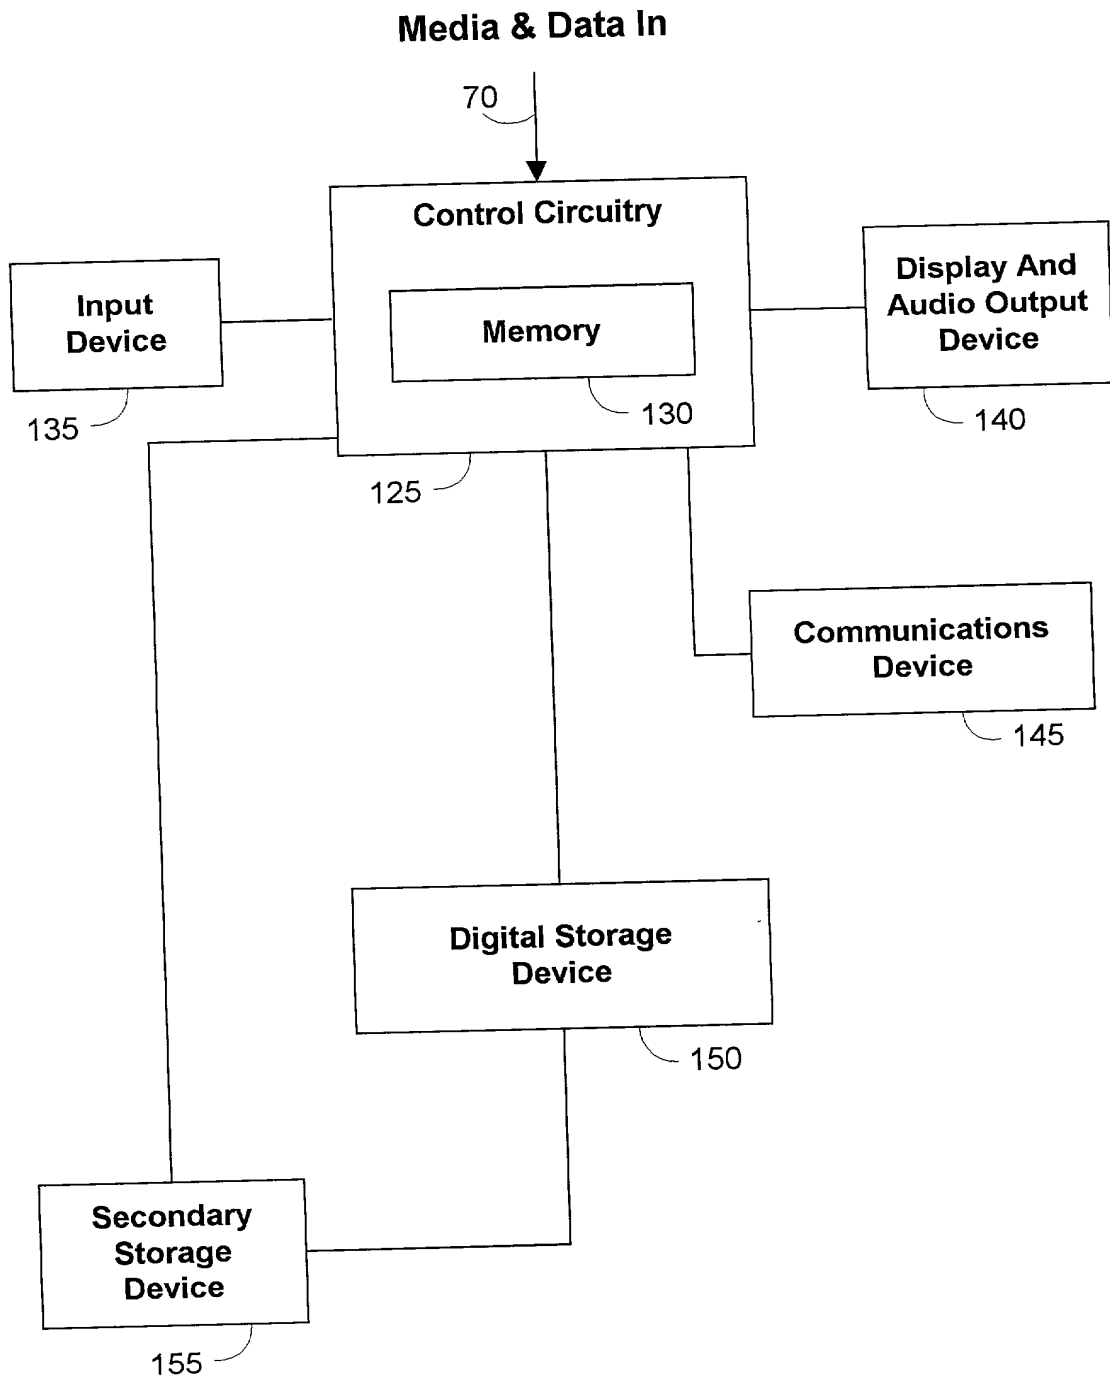 Media & Data In
70
Control Circuitry
Input
Device
Memory
Display And
Audio Output
Device
135
130
140
125
Communications
Device
145
Digital Storage
Device
150
Secondary
Storage
Device
155